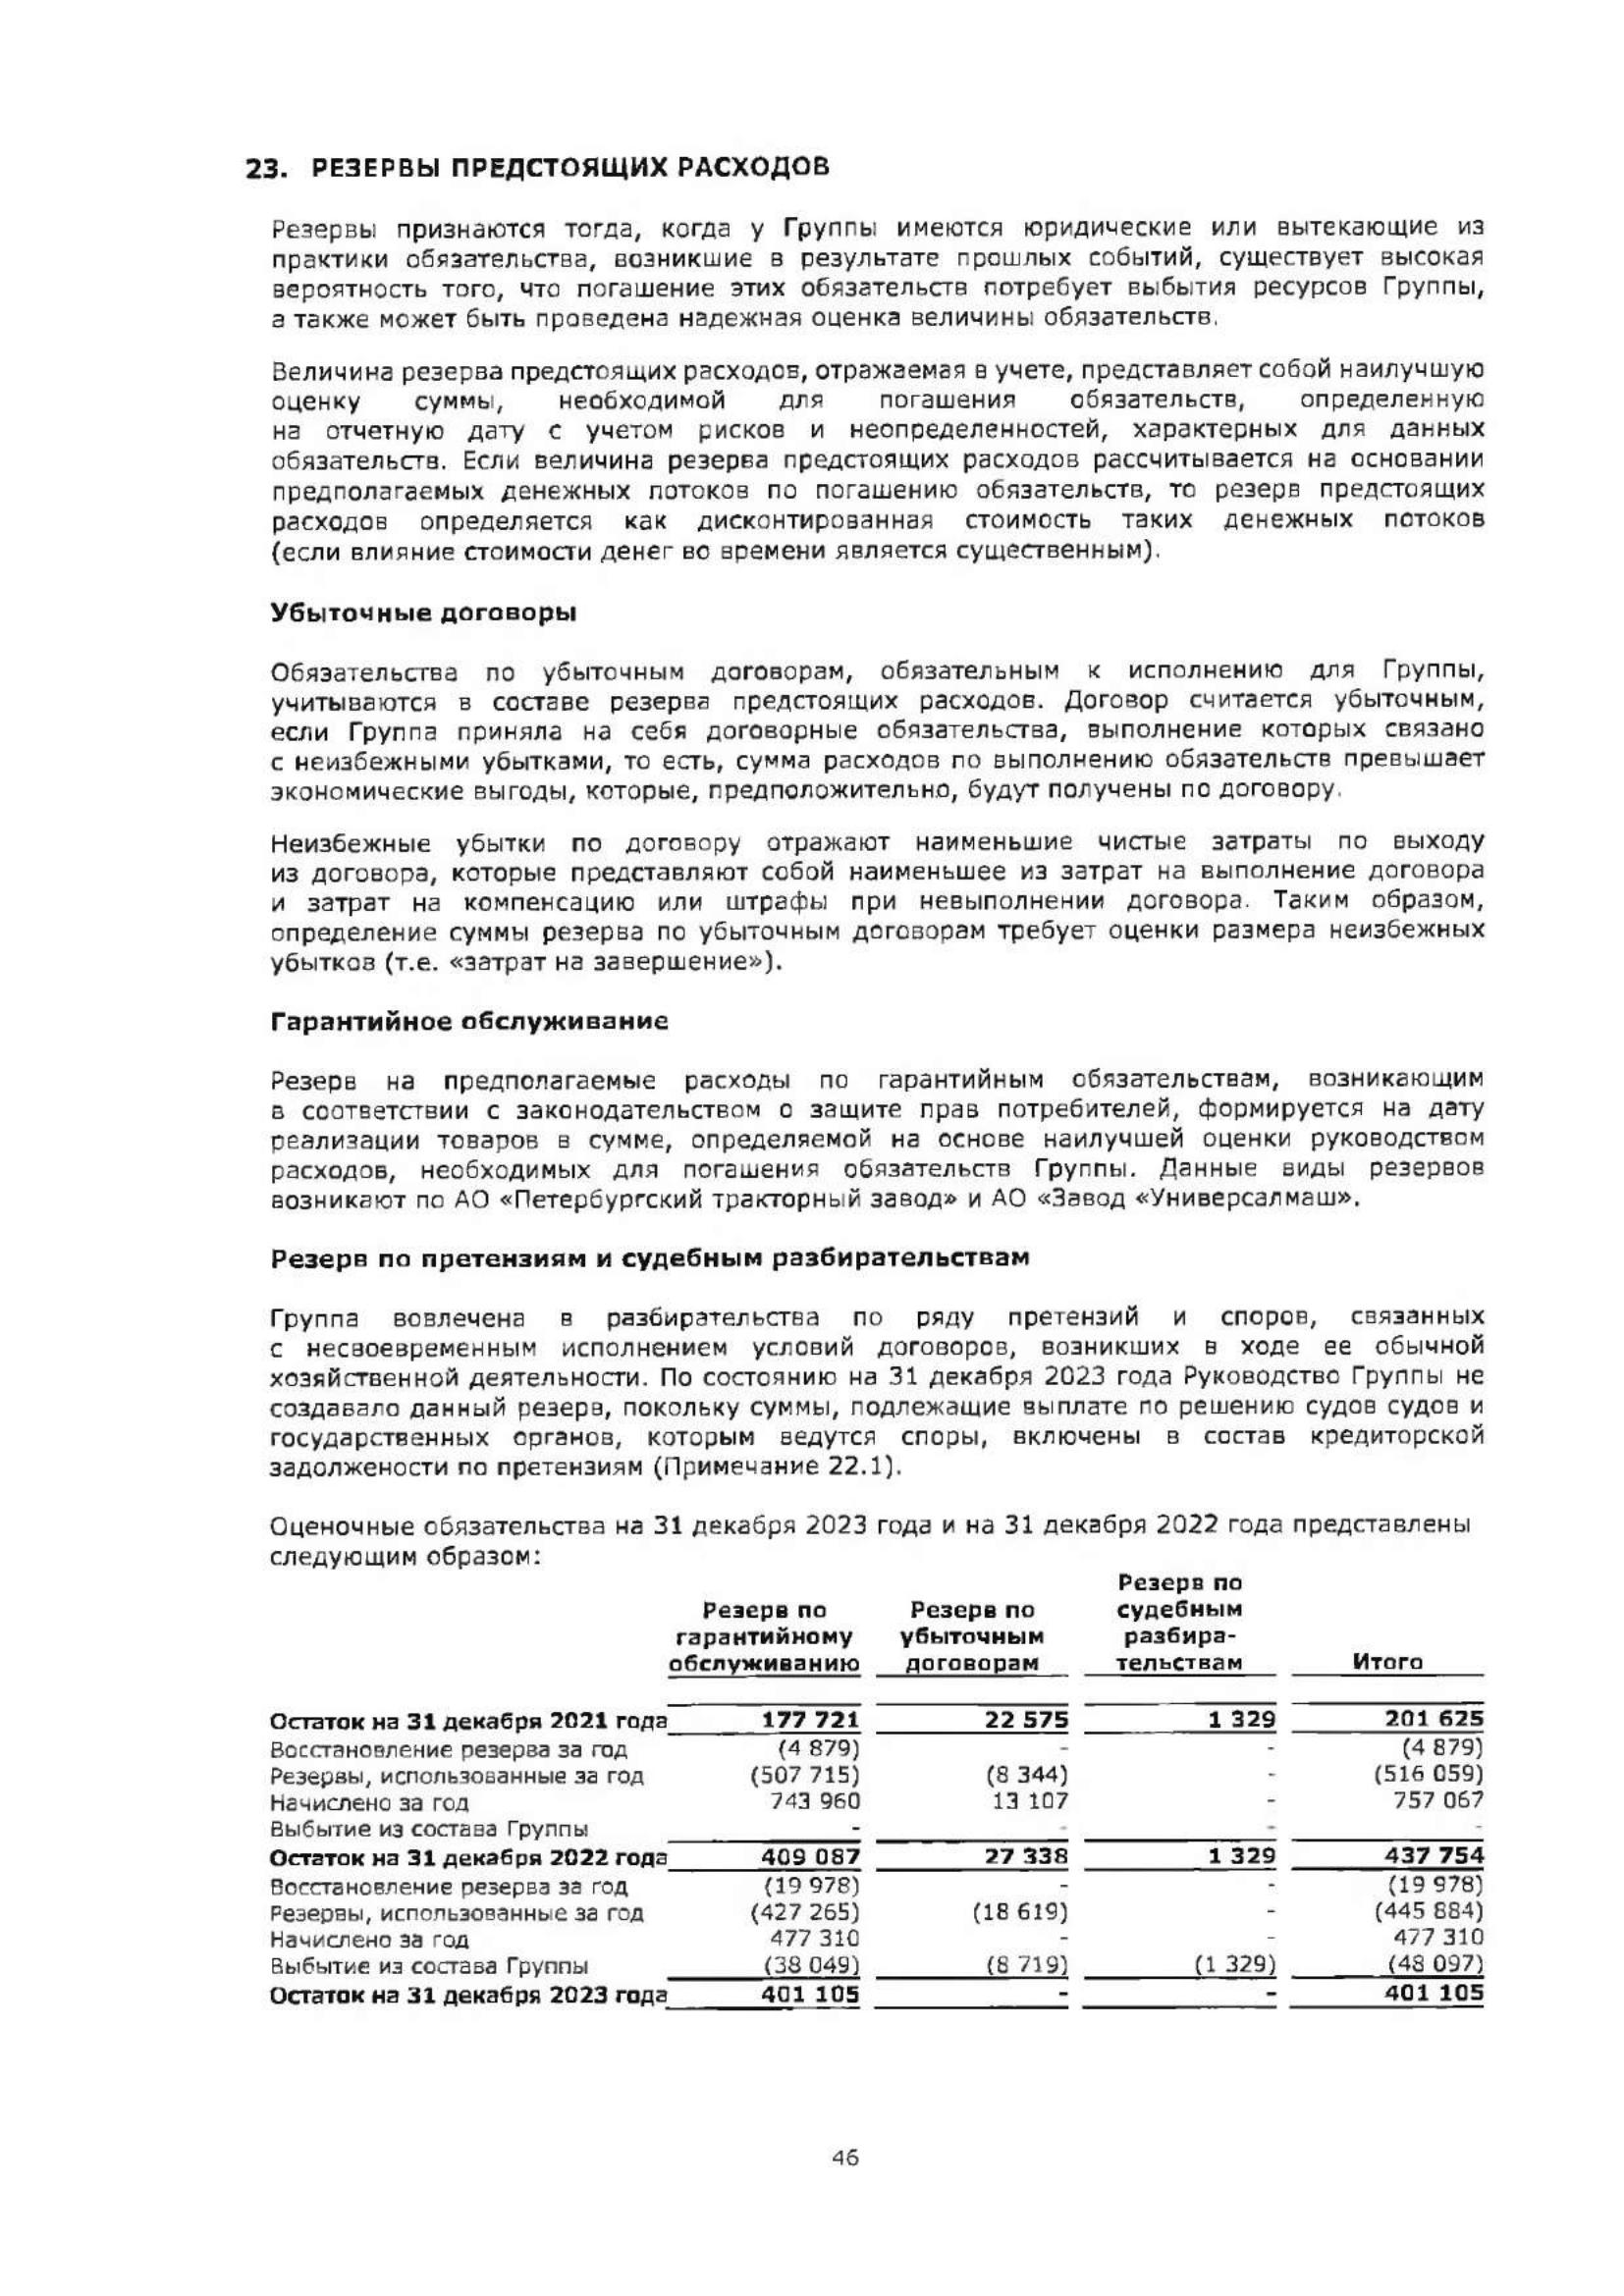 23. РЕЗЕРВЫ ПРЕДСТОЯЩИХ РАСХОДОВ
Резервы признаются тогда, когда у Группы имеются юридические или вытекающие из
практики обязательства, возникшие в результате прошлых событий, существует высокая
вероятность того, что погашение этих обязательств потребует выбытия ресурсов Группы,
а также может быть проведена надежная оценка величины обязательств.
Величина резерва предстоящих расходов, отражаемая в учете, представляет собой наилучшую
оценку суммы, необходимой для погашения обязательств, определенную
на отчетную дату с учетом рисков и неопределенностей, характерных для данных
обязательств. Если величина резерва предстоящих расходов рассчитывается на основании
предполагаемых денежных потоков по погашению обязательств, то резерв предстоящих
расходов определяется как дисконтированная стоимость таких денежных потоков
(если влияние стоимости денег во времени является существенным).
Убыточные договоры
Обязательства по убыточным договорам, обязательным к исполнению для Группы,
учитываются в составе резерва предстоящих расходов. Договор считается убыточным,
если Группа приняла на себя договорные обязательства, выполнение которых связано
с неизбежными убытками, то есть, сумма расходов по выполнению обязательств превышает
экономические выгоды, которые, предположительно, будут получены по договору.
Неизбежные убытки по договору отражают наименьшие чистые затраты по выходу
из договора, которые представляют собой наименьшее из затрат на выполнение договора
и затрат на компенсацию или штрафы при невыполнении договора. Таким образом,
определение суммы резерва по убыточным договорам требует оценки размера неизбежных
убытков (т.е. «затрат на завершение»).
Гарантийное обслуживание
Резерв на предполагаемые расходы по гарантийным обязательствам, возникающим
в соответствии с законодательством о защите прав потребителей, формируется на дату
реализации товаров в сумме, определяемой на основе наилучшей оценки руководством
расходов, необходимых для погашения обязательств Группы. Данные виды резервов
возникают по АО «Петербургский тракторный завод» и АО «Завод «Универсалмаш».
Резерв по претензиям и судебным разбирательствам
Группа вовлечена в разбирательства по ряду претензий и споров, связанных
с несвоевременным исполнением условий договоров, возникших в ходе ее обычной
хозяйственной деятельности. По состоянию на 31 декабря 2023 года Руководство Группы не
создавало данный резерв, покольку суммы, подлежащие выплате по решению судов судов и
государственных органов, которым ведутся споры, включены в состав кредиторской
задолжености по претензиям (Примечание 22.1).
Оценочные обязательства на 31 декабря 2023 года и на 31 декабря 2022 года представлены
следующим образом:
Резерв по гарантийному обслуживанию Резерв по убыточным договорам Резерв по судебным разбира-тельствам Итого
Остаток на 31 декабря 2021 года 177 721 22 575 1 329 201 625
Восстановление резерва за год (4 879) - - (4 879)
Резервы, использованные за год (507 715) (8 344) - (516 059)
Начислено за год 743 960 13 107 - 757 067
Выбытие из состава Группы - - - -
Остаток на 31 декабря 2022 года 409 087 27 338 1 329 437 754
Восстановление резерва за год (19 978) - - (19 978)
Резервы, использованные за год (427 265) (18 619) - (445 884)
Начислено за год 477 310 - - 477 310
Выбытие из состава Группы (38 049) (8 719) (1 329) (48 097)
Остаток на 31 декабря 2023 года 401 105 - - 401 105
46